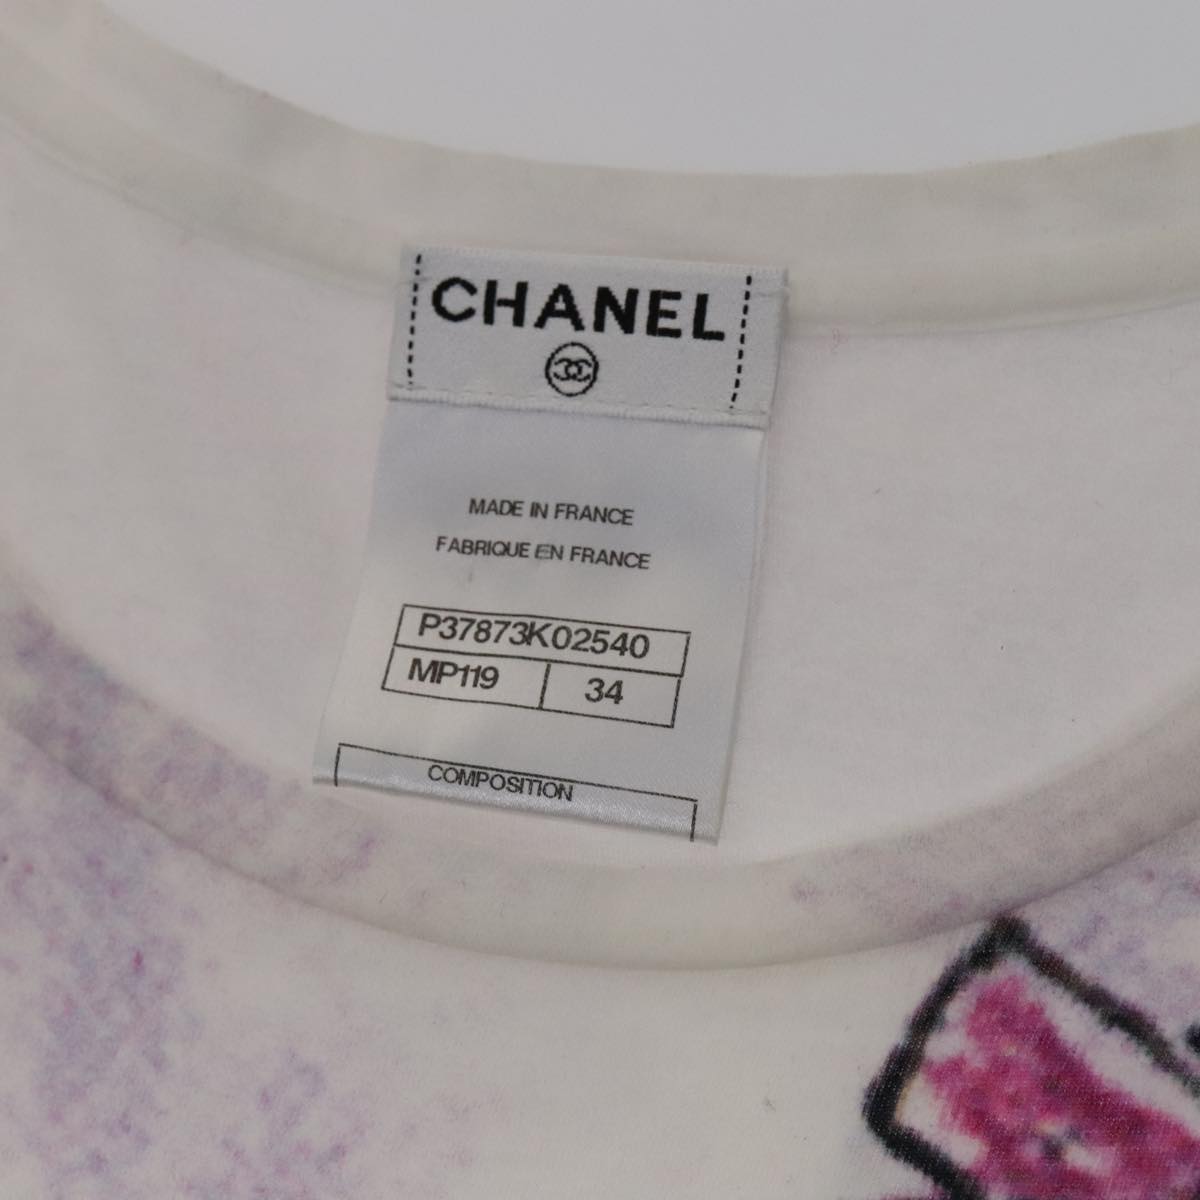 CHANEL
MADE IN FRANCE
FABRIQUE EN FRANCE
P37873K02540
MP119 34
COMPOSITION